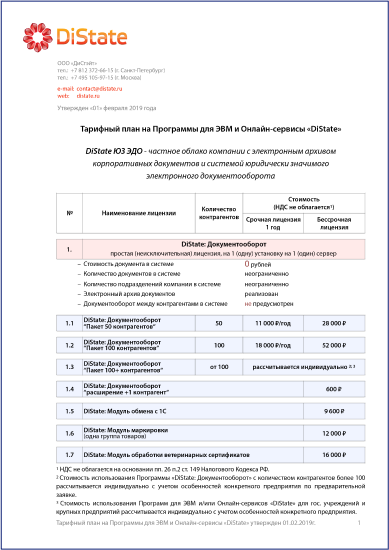 DiState
ООО «ДиСтейт»
тел.: +7 812 372-66-15 (г. Санкт-Петербург)
тел.: +7 495 105-97-15 (г. Москва)
e-mail: contact@distate.ru
web: distate.ru
Утвержден «01» февраля 2019 года
Тарифный план на Программы для ЭВМ и Онлайн-сервисы «DiState»
DiState ЮЗ ЭДО - частное облако компании с электронным архивом
корпоративных документов и системой юридически значимого
электронного документооборота
№ Наименование лицензии Количество контрагентов Стоимость (НДС не облагается¹)
Срочная лицензия 1 год Бессрочная лицензия
1. DiState: Документооборот
простая (неисключительная) лицензия, на 1 (одну) установку на 1 (один) сервер
– Стоимость документа в системе 0 рублей
– Количество документов в системе неограниченно
– Количество подразделений компании в системе неограниченно
– Электронный архив документов реализован
– Документооборот между контрагентами в системе не предусмотрен
1.1 DiState: Документооборот "Пакет 50 контрагентов" 50 11 000 ₽/год 28 000 ₽
1.2 DiState: Документооборот "Пакет 100 контрагентов" 100 18 000 ₽/год 52 000 ₽
1.3 DiState: Документооборот "Пакет 100+ контрагентов" от 100 рассчитывается индивидуально ², ³
1.4 DiState: Документооборот "расширение +1 контрагент" 600 ₽
1.5 DiState: Модуль обмена с 1С 9 600 ₽
1.6 DiState: Модуль маркировки (одна группа товаров) 12 000 ₽
1.7 DiState: Модуль обработки ветеринарных сертификатов 16 000 ₽
¹ НДС не облагается на основании пп. 26 п.2 ст. 149 Налогового Кодекса РФ.
² Стоимость использования Программы «DiState: Документооборот» с количеством контрагентов более 100
рассчитывается индивидуально с учетом особенностей конкретного предприятия по предварительной
заявке.
³ Стоимость использования Программ для ЭВМ и/или Онлайн-сервисов «DiState» для гос. учреждений и
крупных предприятий рассчитывается индивидуально с учетом особенностей конкретного предприятия.
Тарифный план на Программы для ЭВМ и Онлайн-сервисы «DiState» утвержден 01.02.2019г. 1